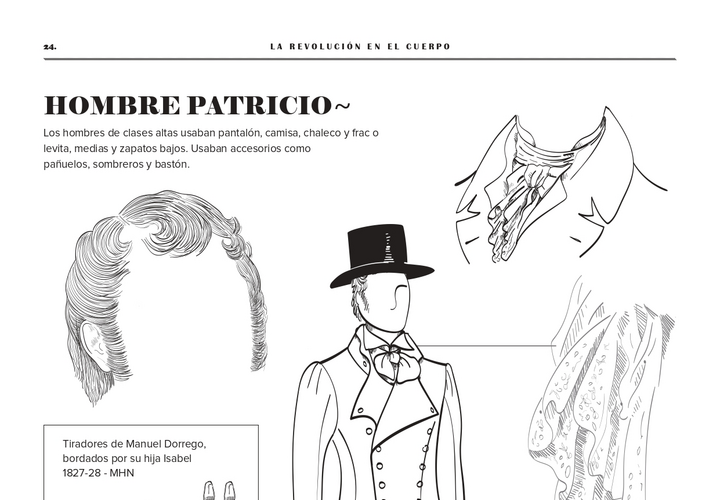 24.
LA REVOLUCIÓN EN EL CUERPO
HOMBRE PATRICIO~
Los hombres de clases altas usaban pantalón, camisa, chaleco y frac o
levita, medias y zapatos bajos. Usaban accesorios como
pañuelos, sombreros y bastón.
Tiradores de Manuel Dorrego,
bordados por su hija Isabel
1827-28 - MHN